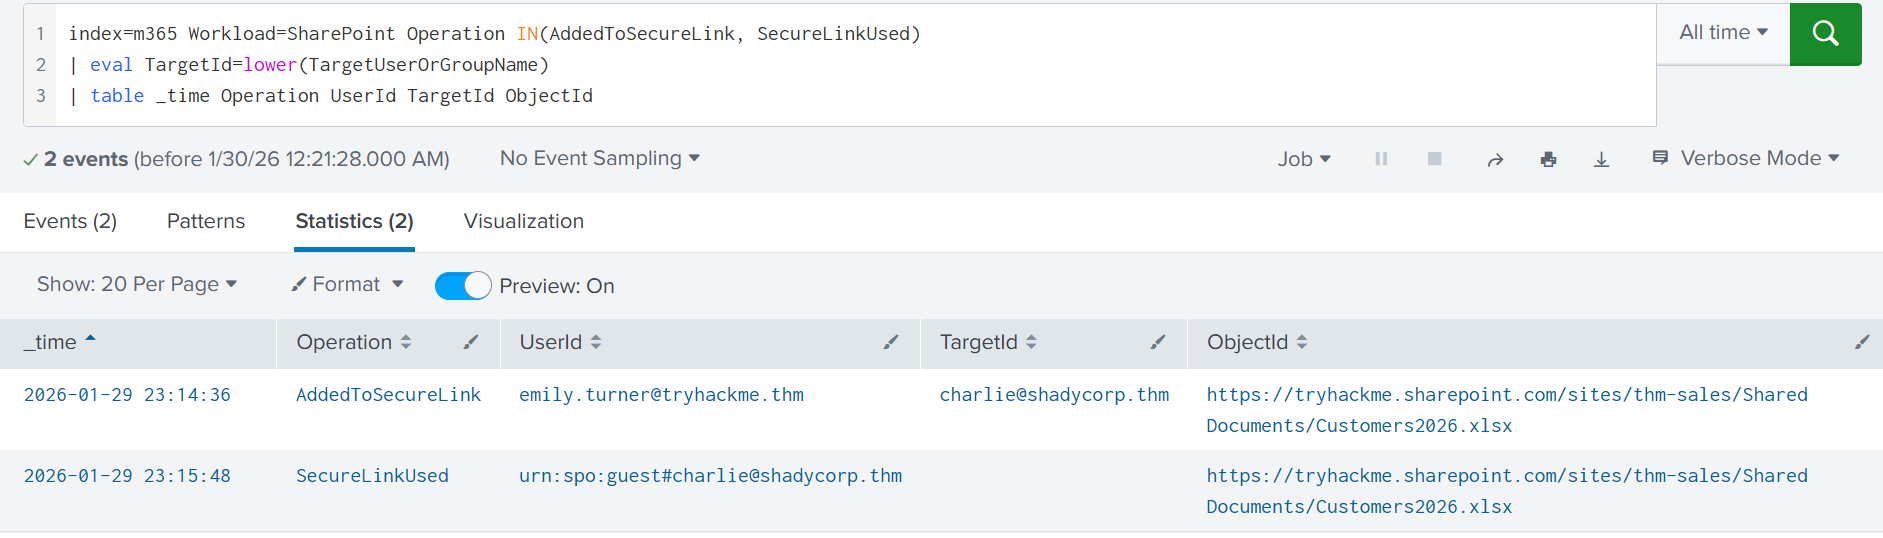 1 index=m365 Workload=SharePoint Operation IN(AddedToSecureLink, SecureLinkUsed)
2 | eval TargetId=lower(TargetUserOrGroupName)
3 | table _time Operation UserId TargetId ObjectId
All time
2 events (before 1/30/26 12:21:28.000 AM) No Event Sampling Job Verbose Mode
Events (2) Patterns Statistics (2) Visualization
Show: 20 Per Page Format Preview: On
_time Operation UserId TargetId ObjectId
2026-01-29 23:14:36 AddedToSecureLink emily.turner@tryhackme.thm charlie@shadycorp.thm https://tryhackme.sharepoint.com/sites/thm-sales/Shared
Documents/Customers2026.xlsx
2026-01-29 23:15:48 SecureLinkUsed urn:spo:guest#charlie@shadycorp.thm https://tryhackme.sharepoint.com/sites/thm-sales/Shared
Documents/Customers2026.xlsx